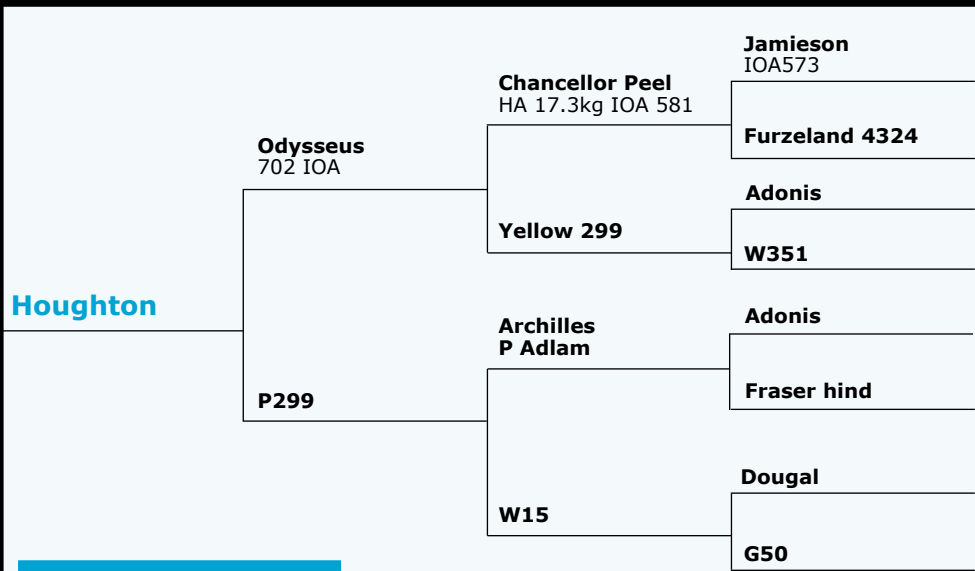 Jamieson
IOA573
Chancellor Peel
HA 17.3kg IOA 581
Furzeland 4324
Odysseus
702 IOA
Adonis
Yellow 299
W351
Houghton
Adonis
Archilles
P Adlam
Fraser hind
P299
Dougal
W15
G50